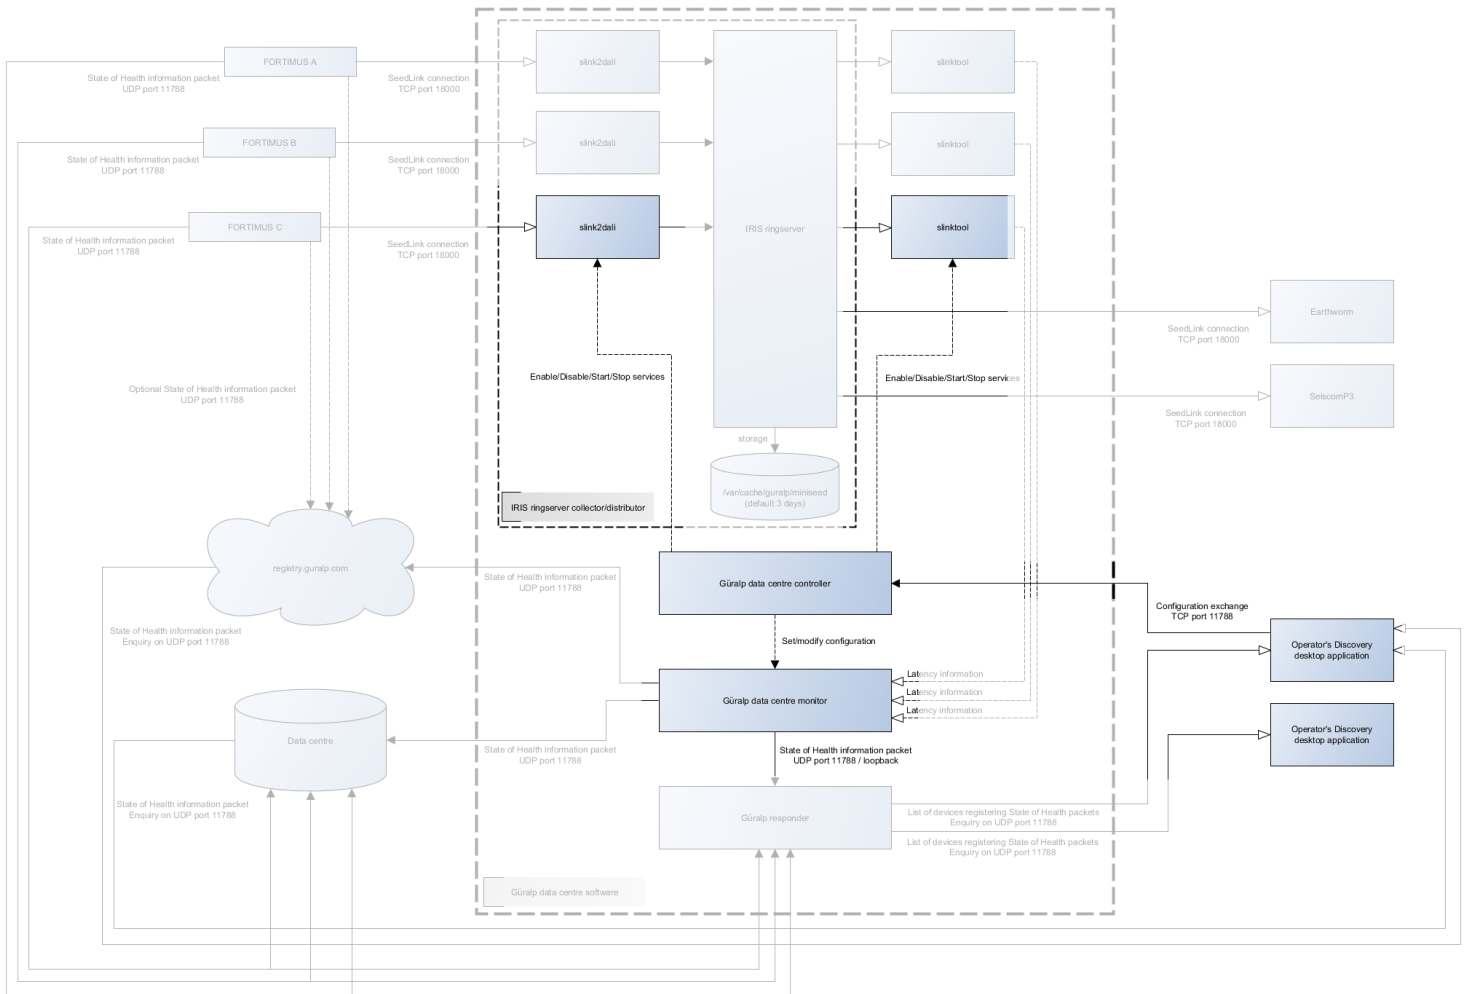 FORTIMUS A
State of Health information packet
UDP port 11788
SeedLink connection
TCP port 18000
slink2dali
slinktool
FORTIMUS B
State of Health information packet
UDP port 11788
SeedLink connection
TCP port 18000
slink2dali
slinktool
FORTIMUS C
State of Health information packet
UDP port 11788
SeedLink connection
TCP port 18000
slink2dali
IRIS ringserver
slinktool
Earthworm
SeedLink connection
TCP port 18000
Enable/Disable/Start/Stop services
Enable/Disable/Start/Stop services
Optional State of Health information packet
UDP port 11788
SeiscomP3
SeedLink connection
TCP port 18000
storage
/var/cache/guralp/miniseed
(default 3 days)
IRIS ringserver collector/distributor
registry.guralp.com
State of Health information packet
UDP port 11788
Güralp data centre controller
Configuration exchange
TCP port 11788
State of Health information packet
Enquiry on UDP port 11788
Set/modify configuration
Operator's Discovery
desktop application
Latency information
Latency information
Latency information
Güralp data centre monitor
Data centre
State of Health information packet
UDP port 11788
State of Health information packet
UDP port 11788 / loopback
Operator's Discovery
desktop application
State of Health information packet
Enquiry on UDP port 11788
Güralp responder
List of devices registering State of Health packets
Enquiry on UDP port 11788
List of devices registering State of Health packets
Enquiry on UDP port 11788
Güralp data centre software